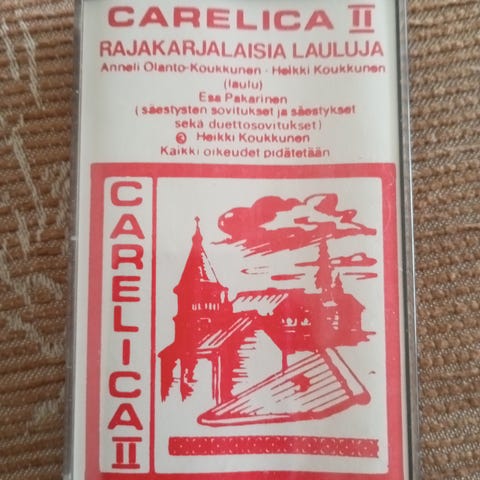 CARELICA II
RAJAKARJALAISIA LAULUJA
Anneli Olanto-Koukkunen - Heikki Koukkunen
(laulu)
Esa Pakarinen
(säestysten sovitukset ja säestykset
sekä duettosovitukset)
℗ Heikki Koukkunen
Kaikki oikeudet pidätetään
CARELICA II